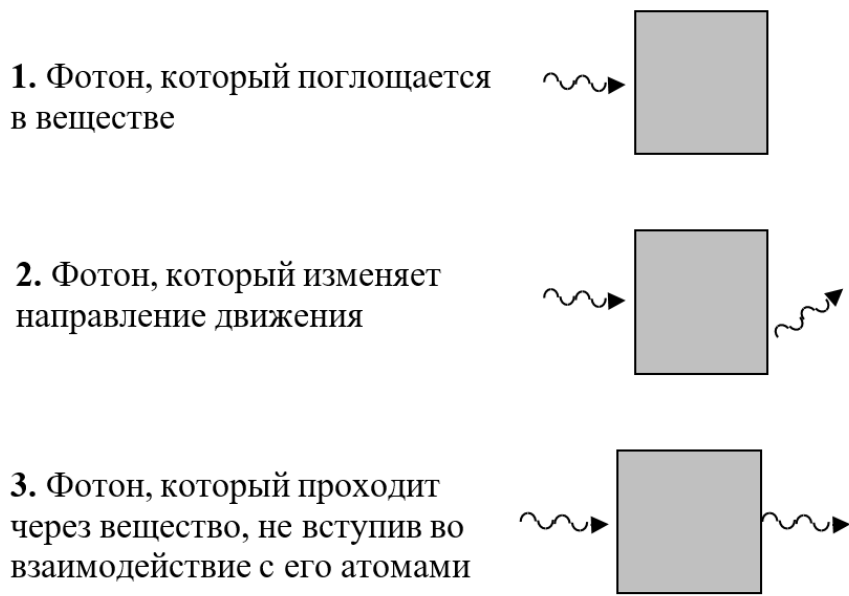 1. Фотон, который поглощается
в веществе
2. Фотон, который изменяет
направление движения
3. Фотон, который проходит
через вещество, не вступив во
взаимодействие с его атомами